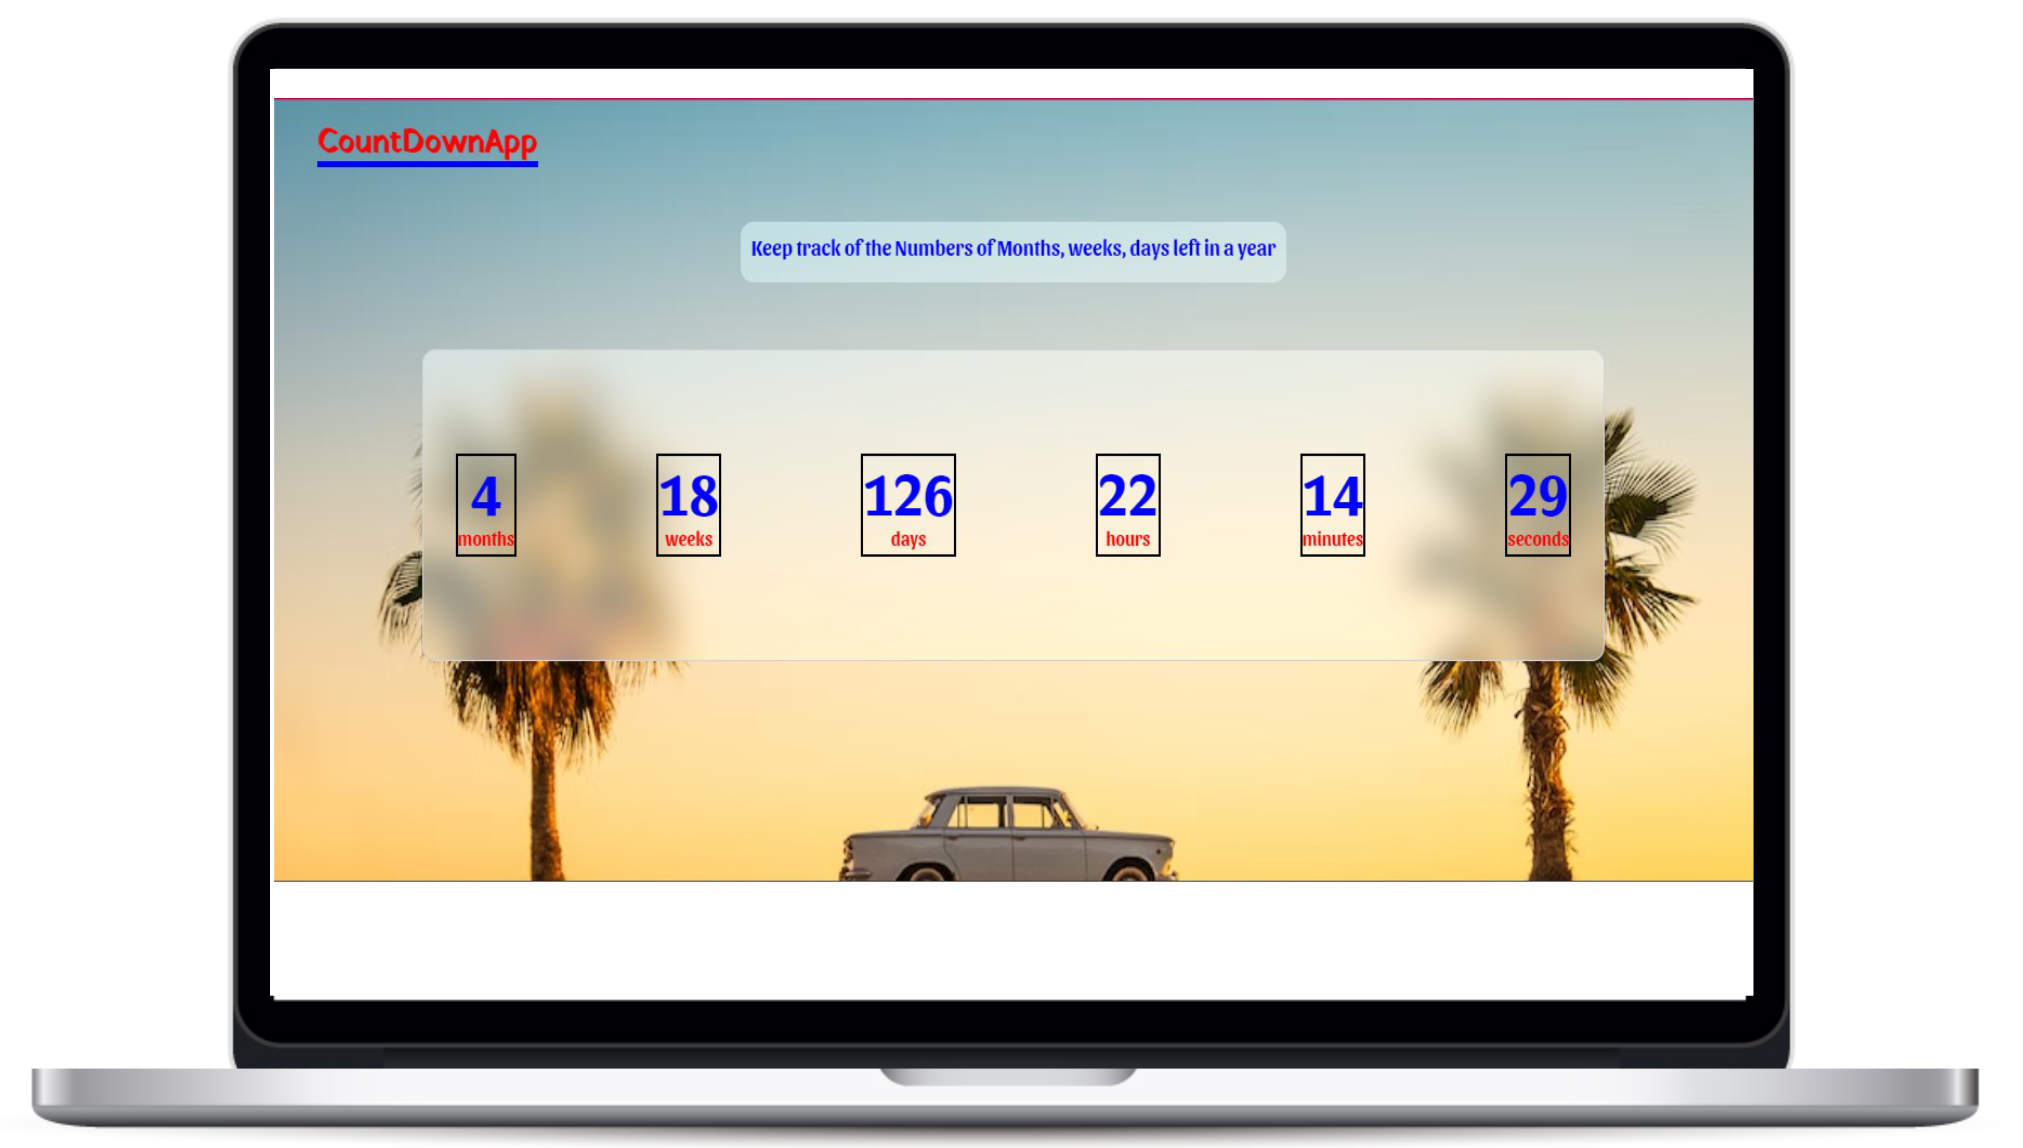 CountDownApp
Keep track of the Numbers of Months, weeks, days left in a year
4 18 126 22 14 29
months weeks days hours minutes seconds